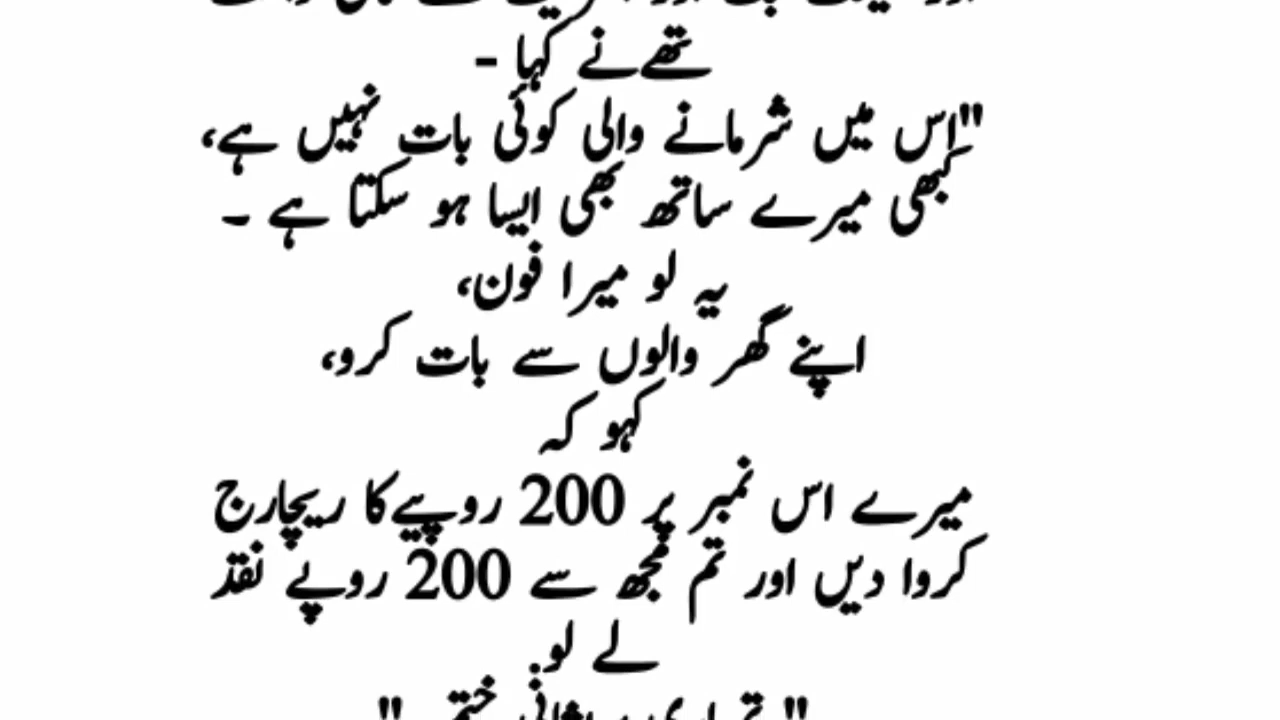 تھے نے کہا -
"اس میں شرمانے والی کوئی بات نہیں ہے،
کبھی میرے ساتھ بھی ایسا ہو سکتا ہے ۔
یہ لو میرا فون،
اپنے گھر والوں سے بات کرو،
کہو کہ
میرے اس نمبر پر 200 روپیے کا ریچارج
کروا دیں اور تم مجھ سے 200 روپے نقد
لے لو.